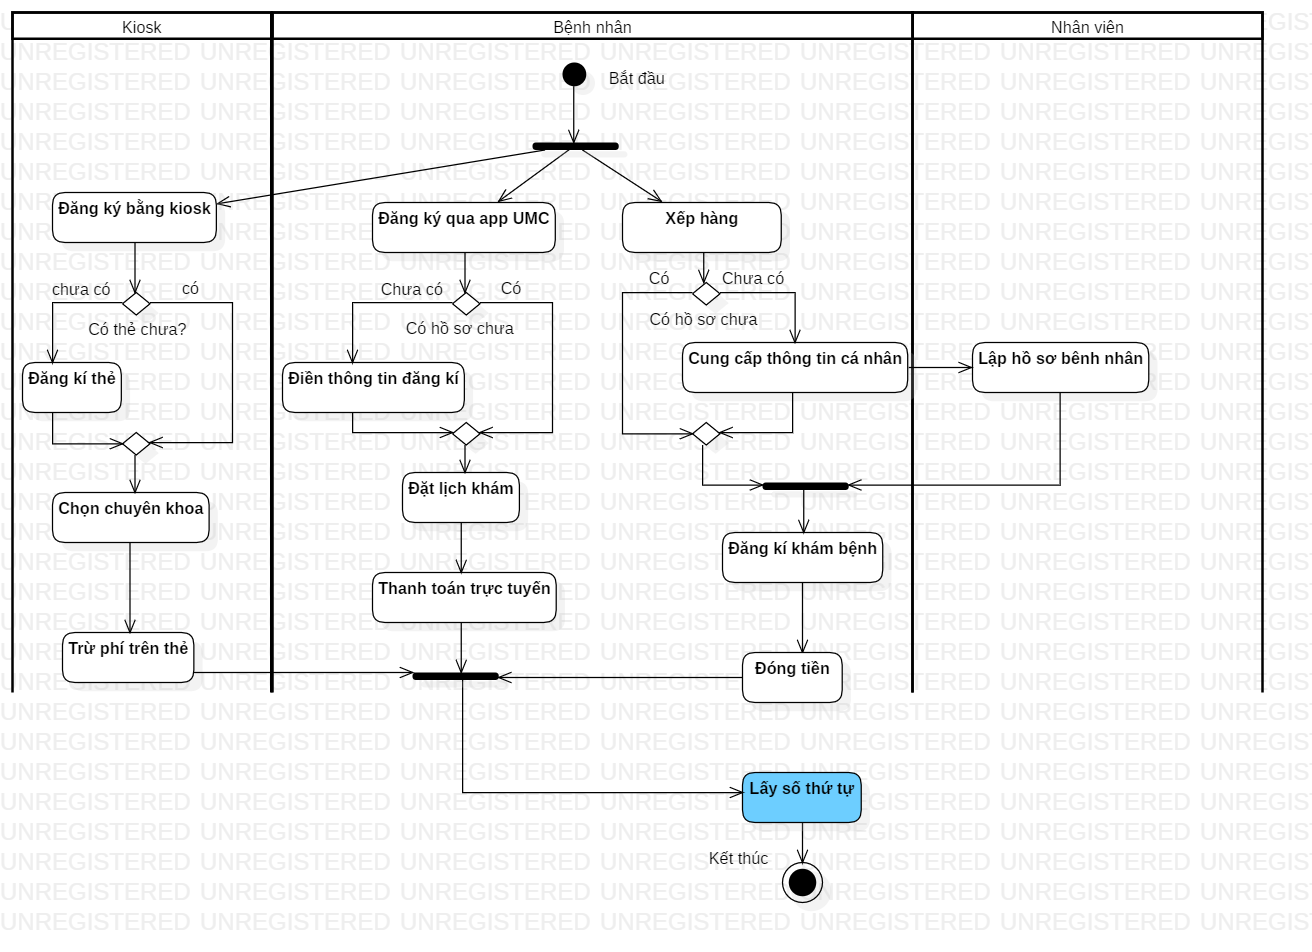 Kiosk
Bệnh nhân
Nhân viên
Bắt đầu
Đăng ký bằng kiosk
Đăng ký qua app UMC
Xếp hàng
chưa có
có
Có thẻ chưa?
Chưa có
Có
Có hồ sơ chưa
Có
Chưa có
Có hồ sơ chưa
Đăng kí thẻ
Điền thông tin đăng kí
Cung cấp thông tin cá nhân
Lập hồ sơ bênh nhân
Chọn chuyên khoa
Đặt lịch khám
Đăng kí khám bệnh
Thanh toán trực tuyến
Trừ phí trên thẻ
Đóng tiền
Lấy số thứ tự
Kết thúc
UNREGISTERED UNREGISTERED UNREGISTERED UNREGISTERED UNREGISTERED UNREGISTERED